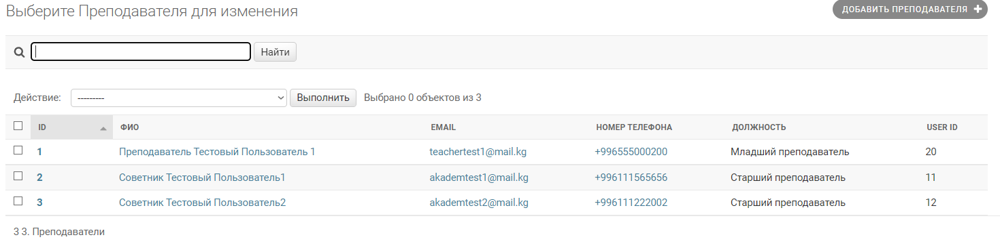 Выберите Преподавателя для изменения
ДОБАВИТЬ ПРЕПОДАВАТЕЛЯ +
Найти
Действие: --------- Выполнить Выбрано 0 объектов из 3
ID ФИО EMAIL НОМЕР ТЕЛЕФОНА ДОЛЖНОСТЬ USER ID
1 Преподаватель Тестовый Пользователь 1 teachertest1@mail.kg +996555000200 Младший преподаватель 20
2 Советник Тестовый Пользователь1 akademtest1@mail.kg +996111565656 Старший преподаватель 11
3 Советник Тестовый Пользователь2 akademtest2@mail.kg +996111222002 Старший преподаватель 12
3 3. Преподаватели